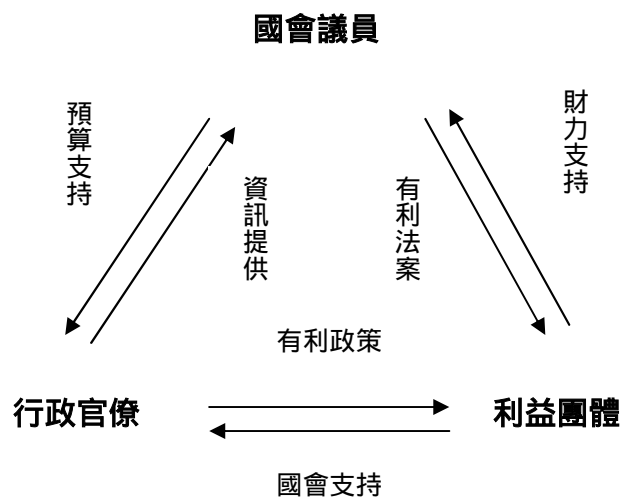 國會議員
預算支持
資訊提供
有利法案
財力支持
有利政策
行政官僚
利益團體
國會支持